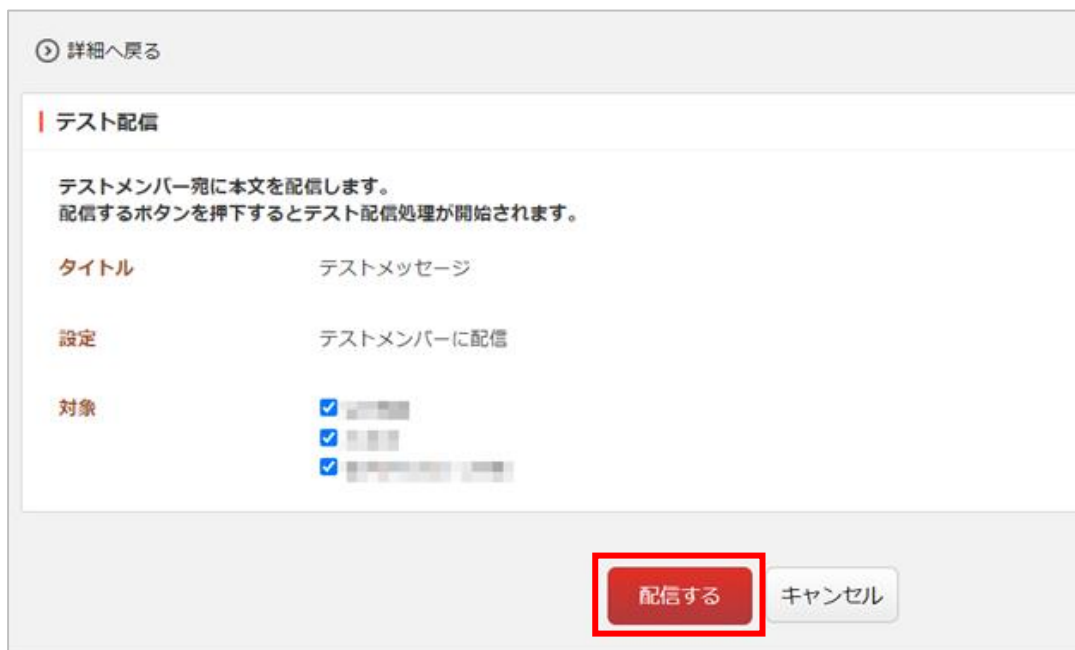 詳細へ戻る
テスト配信
テストメンバー宛に本文を配信します。
配信するボタンを押下するとテスト配信処理が開始されます。
タイトル テストメッセージ
設定 テストメンバーに配信
対象
配信する キャンセル